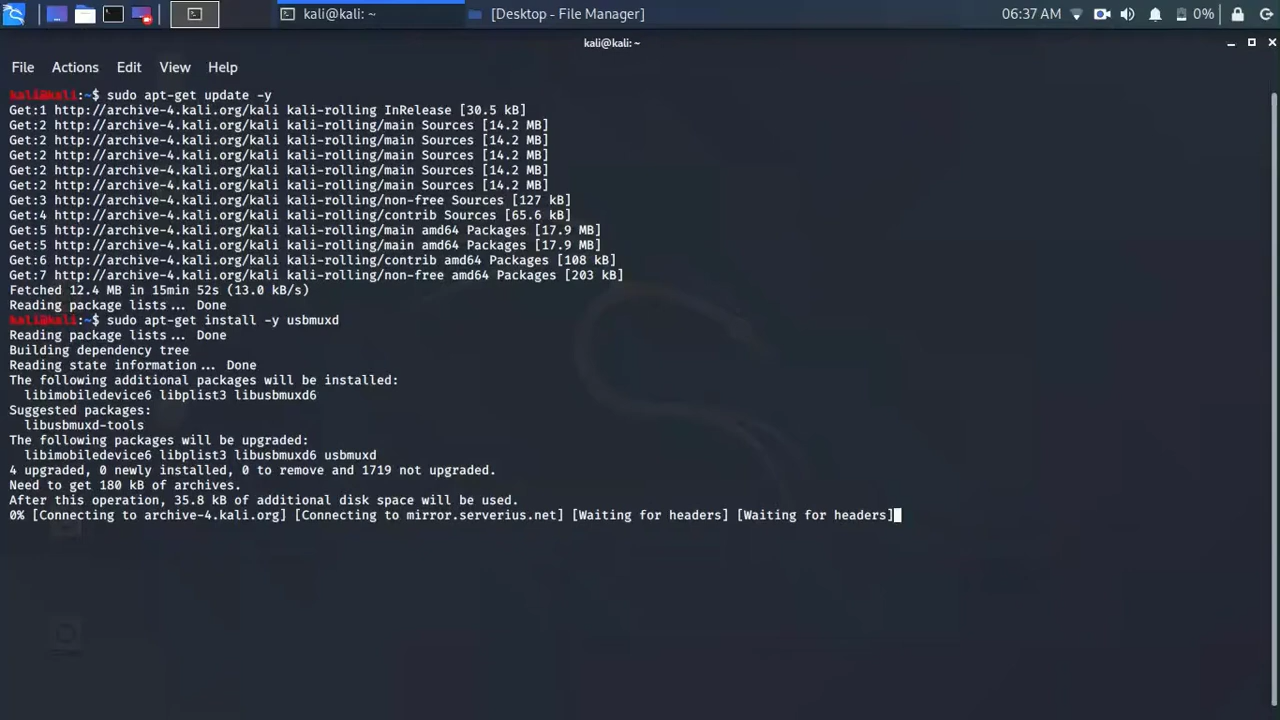 kali@kali: ~
[Desktop - File Manager]
06:37 AM
0%
kali@kali: ~
File Actions Edit View Help
kali@kali:~$ sudo apt-get update -y
Get:1 http://archive-4.kali.org/kali kali-rolling InRelease [30.5 kB]
Get:2 http://archive-4.kali.org/kali kali-rolling/main Sources [14.2 MB]
Get:2 http://archive-4.kali.org/kali kali-rolling/main Sources [14.2 MB]
Get:2 http://archive-4.kali.org/kali kali-rolling/main Sources [14.2 MB]
Get:2 http://archive-4.kali.org/kali kali-rolling/main Sources [14.2 MB]
Get:2 http://archive-4.kali.org/kali kali-rolling/main Sources [14.2 MB]
Get:3 http://archive-4.kali.org/kali kali-rolling/non-free Sources [127 kB]
Get:4 http://archive-4.kali.org/kali kali-rolling/contrib Sources [65.6 kB]
Get:5 http://archive-4.kali.org/kali kali-rolling/main amd64 Packages [17.9 MB]
Get:5 http://archive-4.kali.org/kali kali-rolling/main amd64 Packages [17.9 MB]
Get:6 http://archive-4.kali.org/kali kali-rolling/contrib amd64 Packages [108 kB]
Get:7 http://archive-4.kali.org/kali kali-rolling/non-free amd64 Packages [203 kB]
Fetched 12.4 MB in 15min 52s (13.0 kB/s)
Reading package lists... Done
kali@kali:~$ sudo apt-get install -y usbmuxd
Reading package lists... Done
Building dependency tree
Reading state information... Done
The following additional packages will be installed:
libimobiledevice6 libplist3 libusbmuxd6
Suggested packages:
libusbmuxd-tools
The following packages will be upgraded:
libimobiledevice6 libplist3 libusbmuxd6 usbmuxd
4 upgraded, 0 newly installed, 0 to remove and 1719 not upgraded.
Need to get 180 kB of archives.
After this operation, 35.8 kB of additional disk space will be used.
0% [Connecting to archive-4.kali.org] [Connecting to mirror.serverius.net] [Waiting for headers] [Waiting for headers]